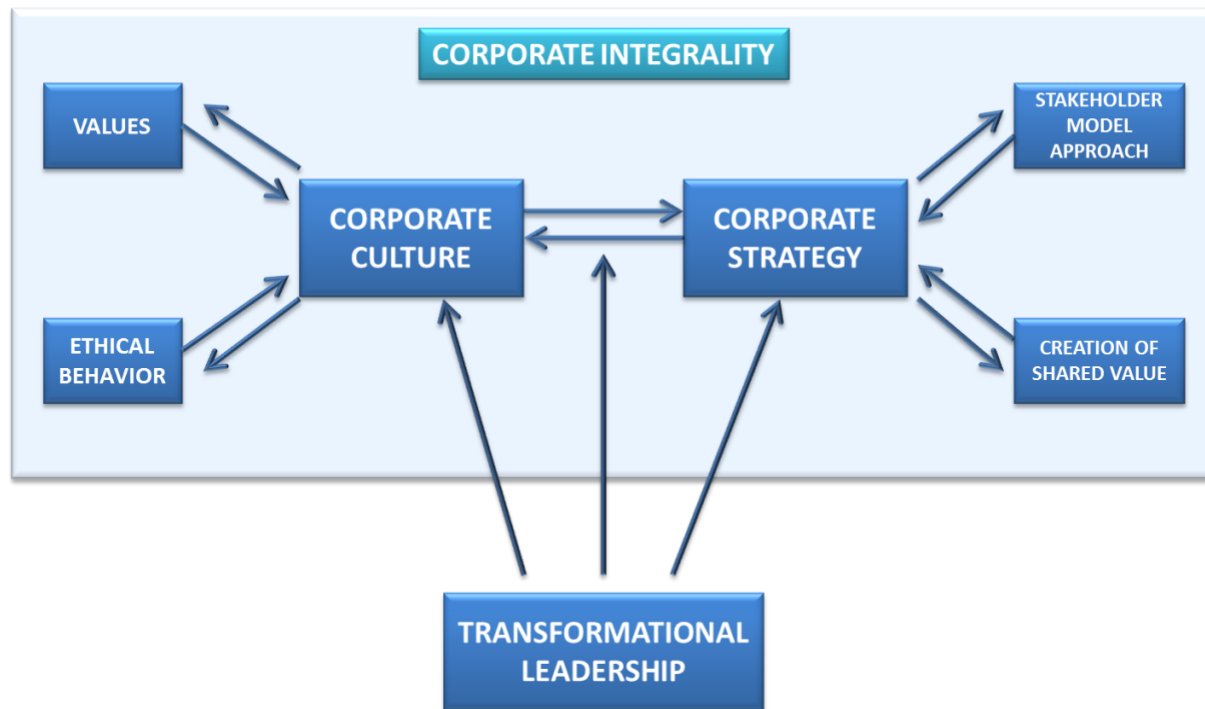 CORPORATE INTEGRALITY
VALUES
STAKEHOLDER
MODEL
APPROACH
CORPORATE
CULTURE
CORPORATE
STRATEGY
ETHICAL
BEHAVIOR
CREATION OF
SHARED VALUE
TRANSFORMATIONAL
LEADERSHIP